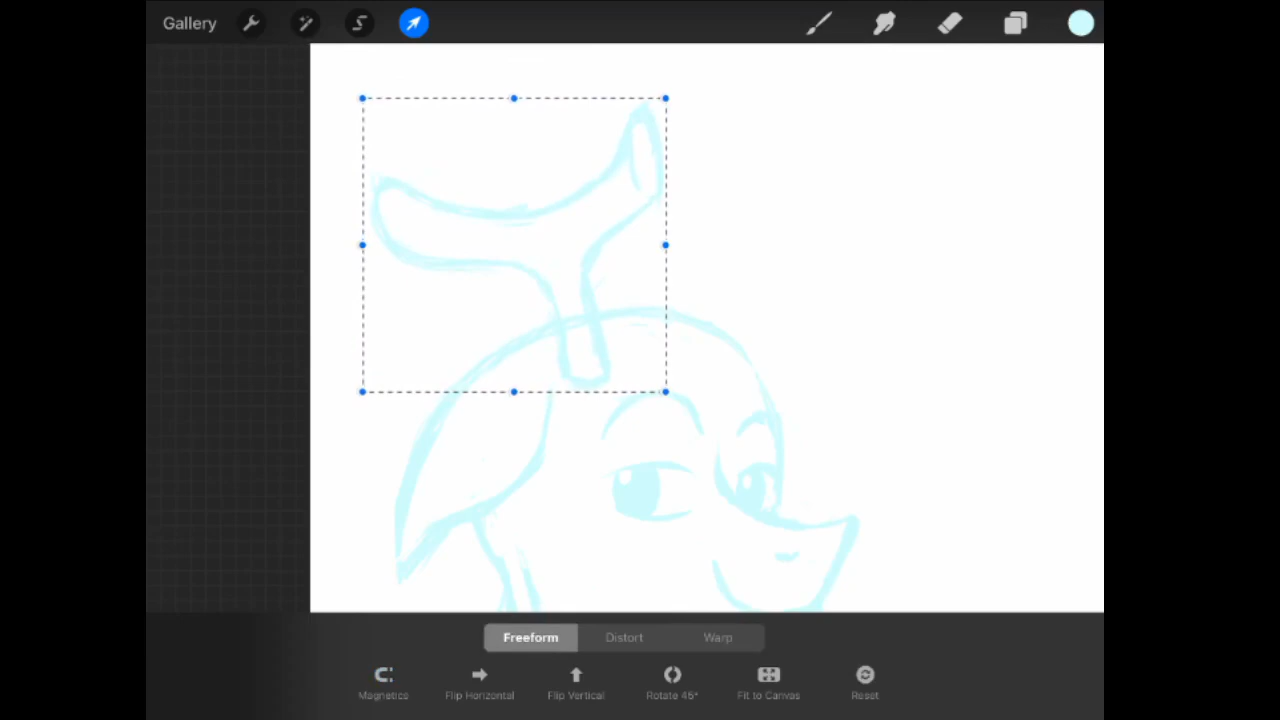 Gallery
Freeform Distort Warp
Magnetics Flip Horizontal Flip Vertical Rotate 45° Fit to Canvas Reset